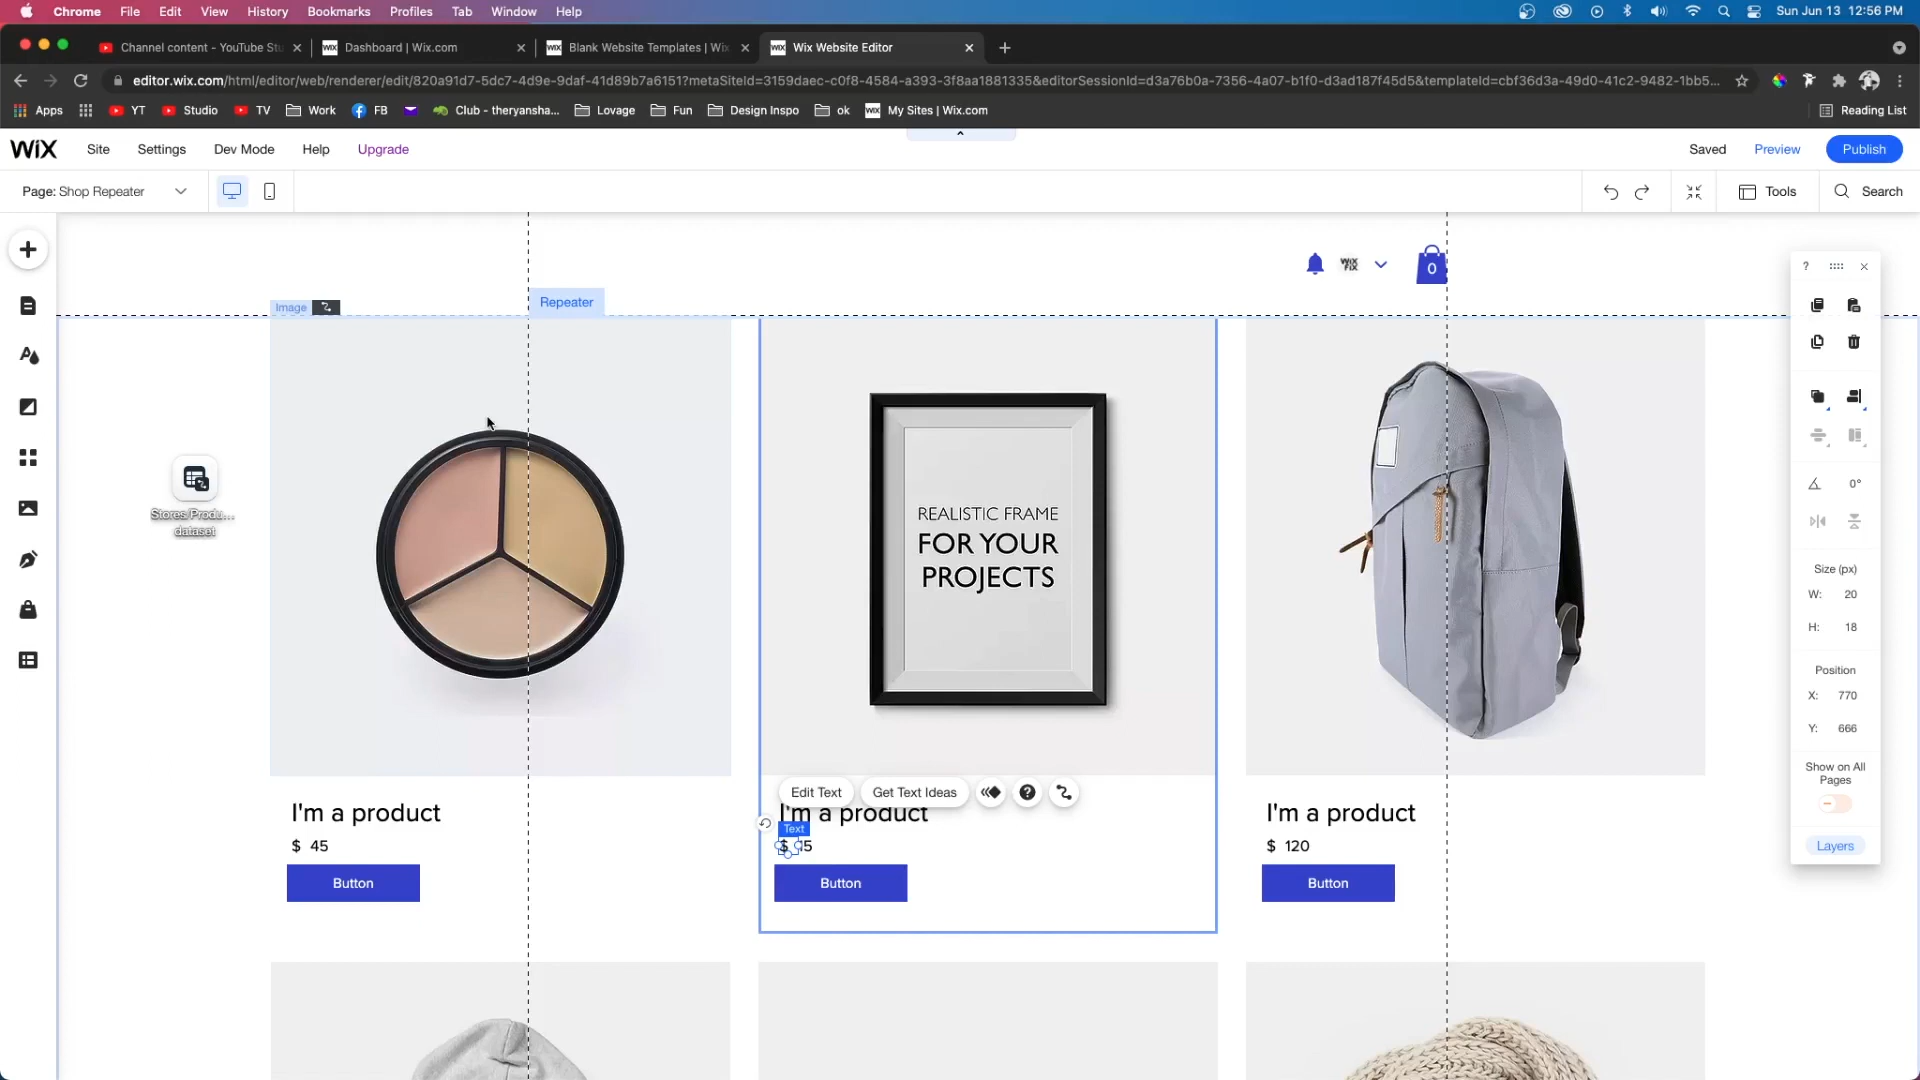 Chrome File Edit View History Bookmarks Profiles Tab Window Help Sun Jun 13 12:56 PM
Channel content - YouTube Stu Dashboard | Wix.com Blank Website Templates | Wix Wix Website Editor
editor.wix.com/html/editor/web/renderer/edit/820a91d7-5dc7-4d9e-9daf-41d89b7a6151?metaSiteId=3159daec-c0f8-4584-a393-3f8aa1881335&editorSessionId=d3a76b0a-7356-4a07-b1f0-d3ad187f45d5&templateId=cbf36d3a-49d0-41c2-9482-1bb5...
Apps YT Studio TV Work FB Club - theryansha... Lovage Fun Design Inspo ok My Sites | Wix.com Reading List
WiX Site Settings Dev Mode Help Upgrade Saved Preview Publish
Page: Shop Repeater Tools Search
WIX FIX
0
Repeater
Image
Stores/Produ...
dataset
REALISTIC FRAME
FOR YOUR
PROJECTS
0°
Size (px)
W: 20
H: 18
Position
X: 770
Y: 666
Show on All
Pages
Layers
Edit Text Get Text Ideas
I'm a product I'm a product I'm a product
Text
$ 45 $ 15 $ 120
Button Button Button